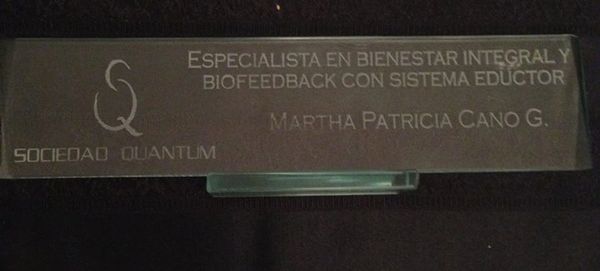 ESPECIALISTA EN BIENESTAR INTEGRAL Y
BIOFEEDBACK CON SISTEMA EDUCTOR
MARTHA PATRICIA CANO G.
SOCIEDAD QUANTUM